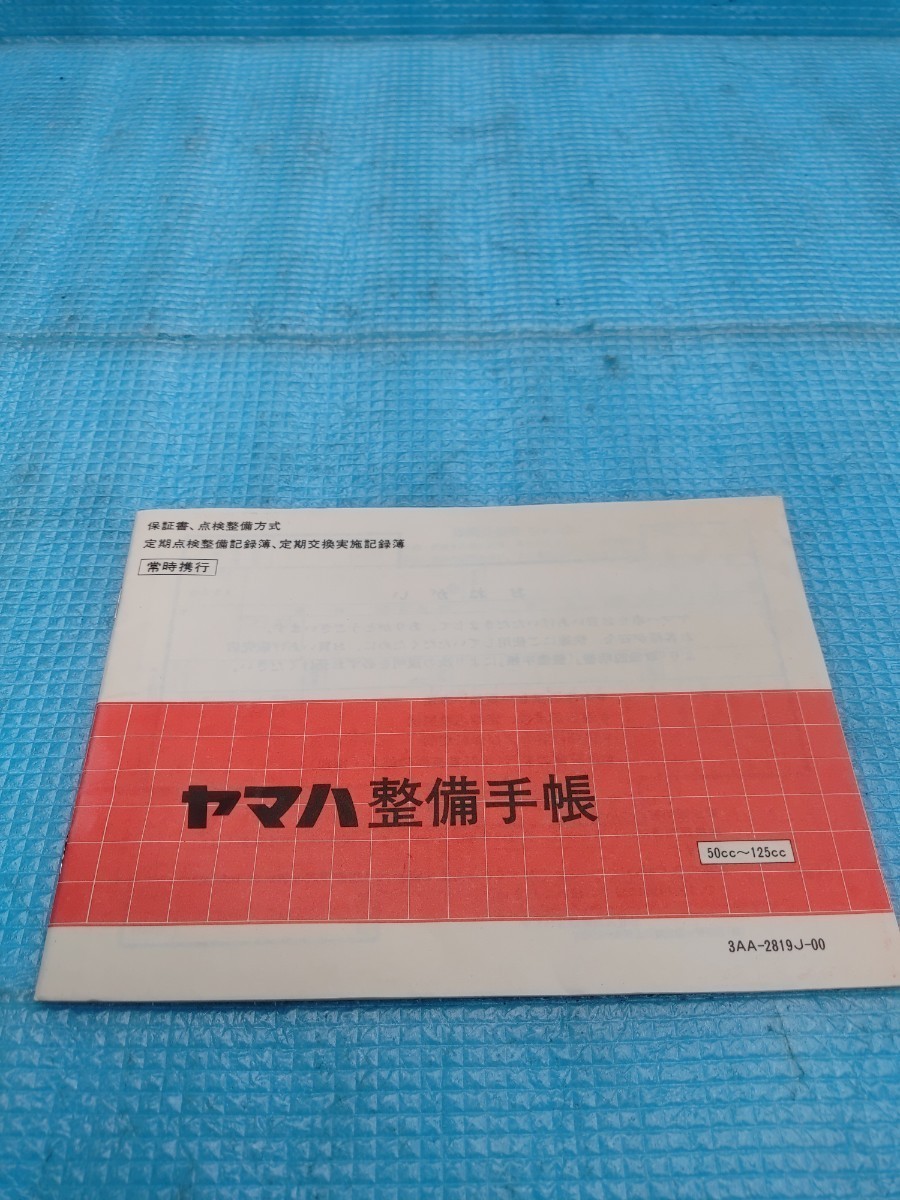 保証書、点検整備方式
定期点検整備記録簿、定期交換実施記録簿
常時携行
ヤマハ整備手帳
50cc～125cc
3AA-2819J-00